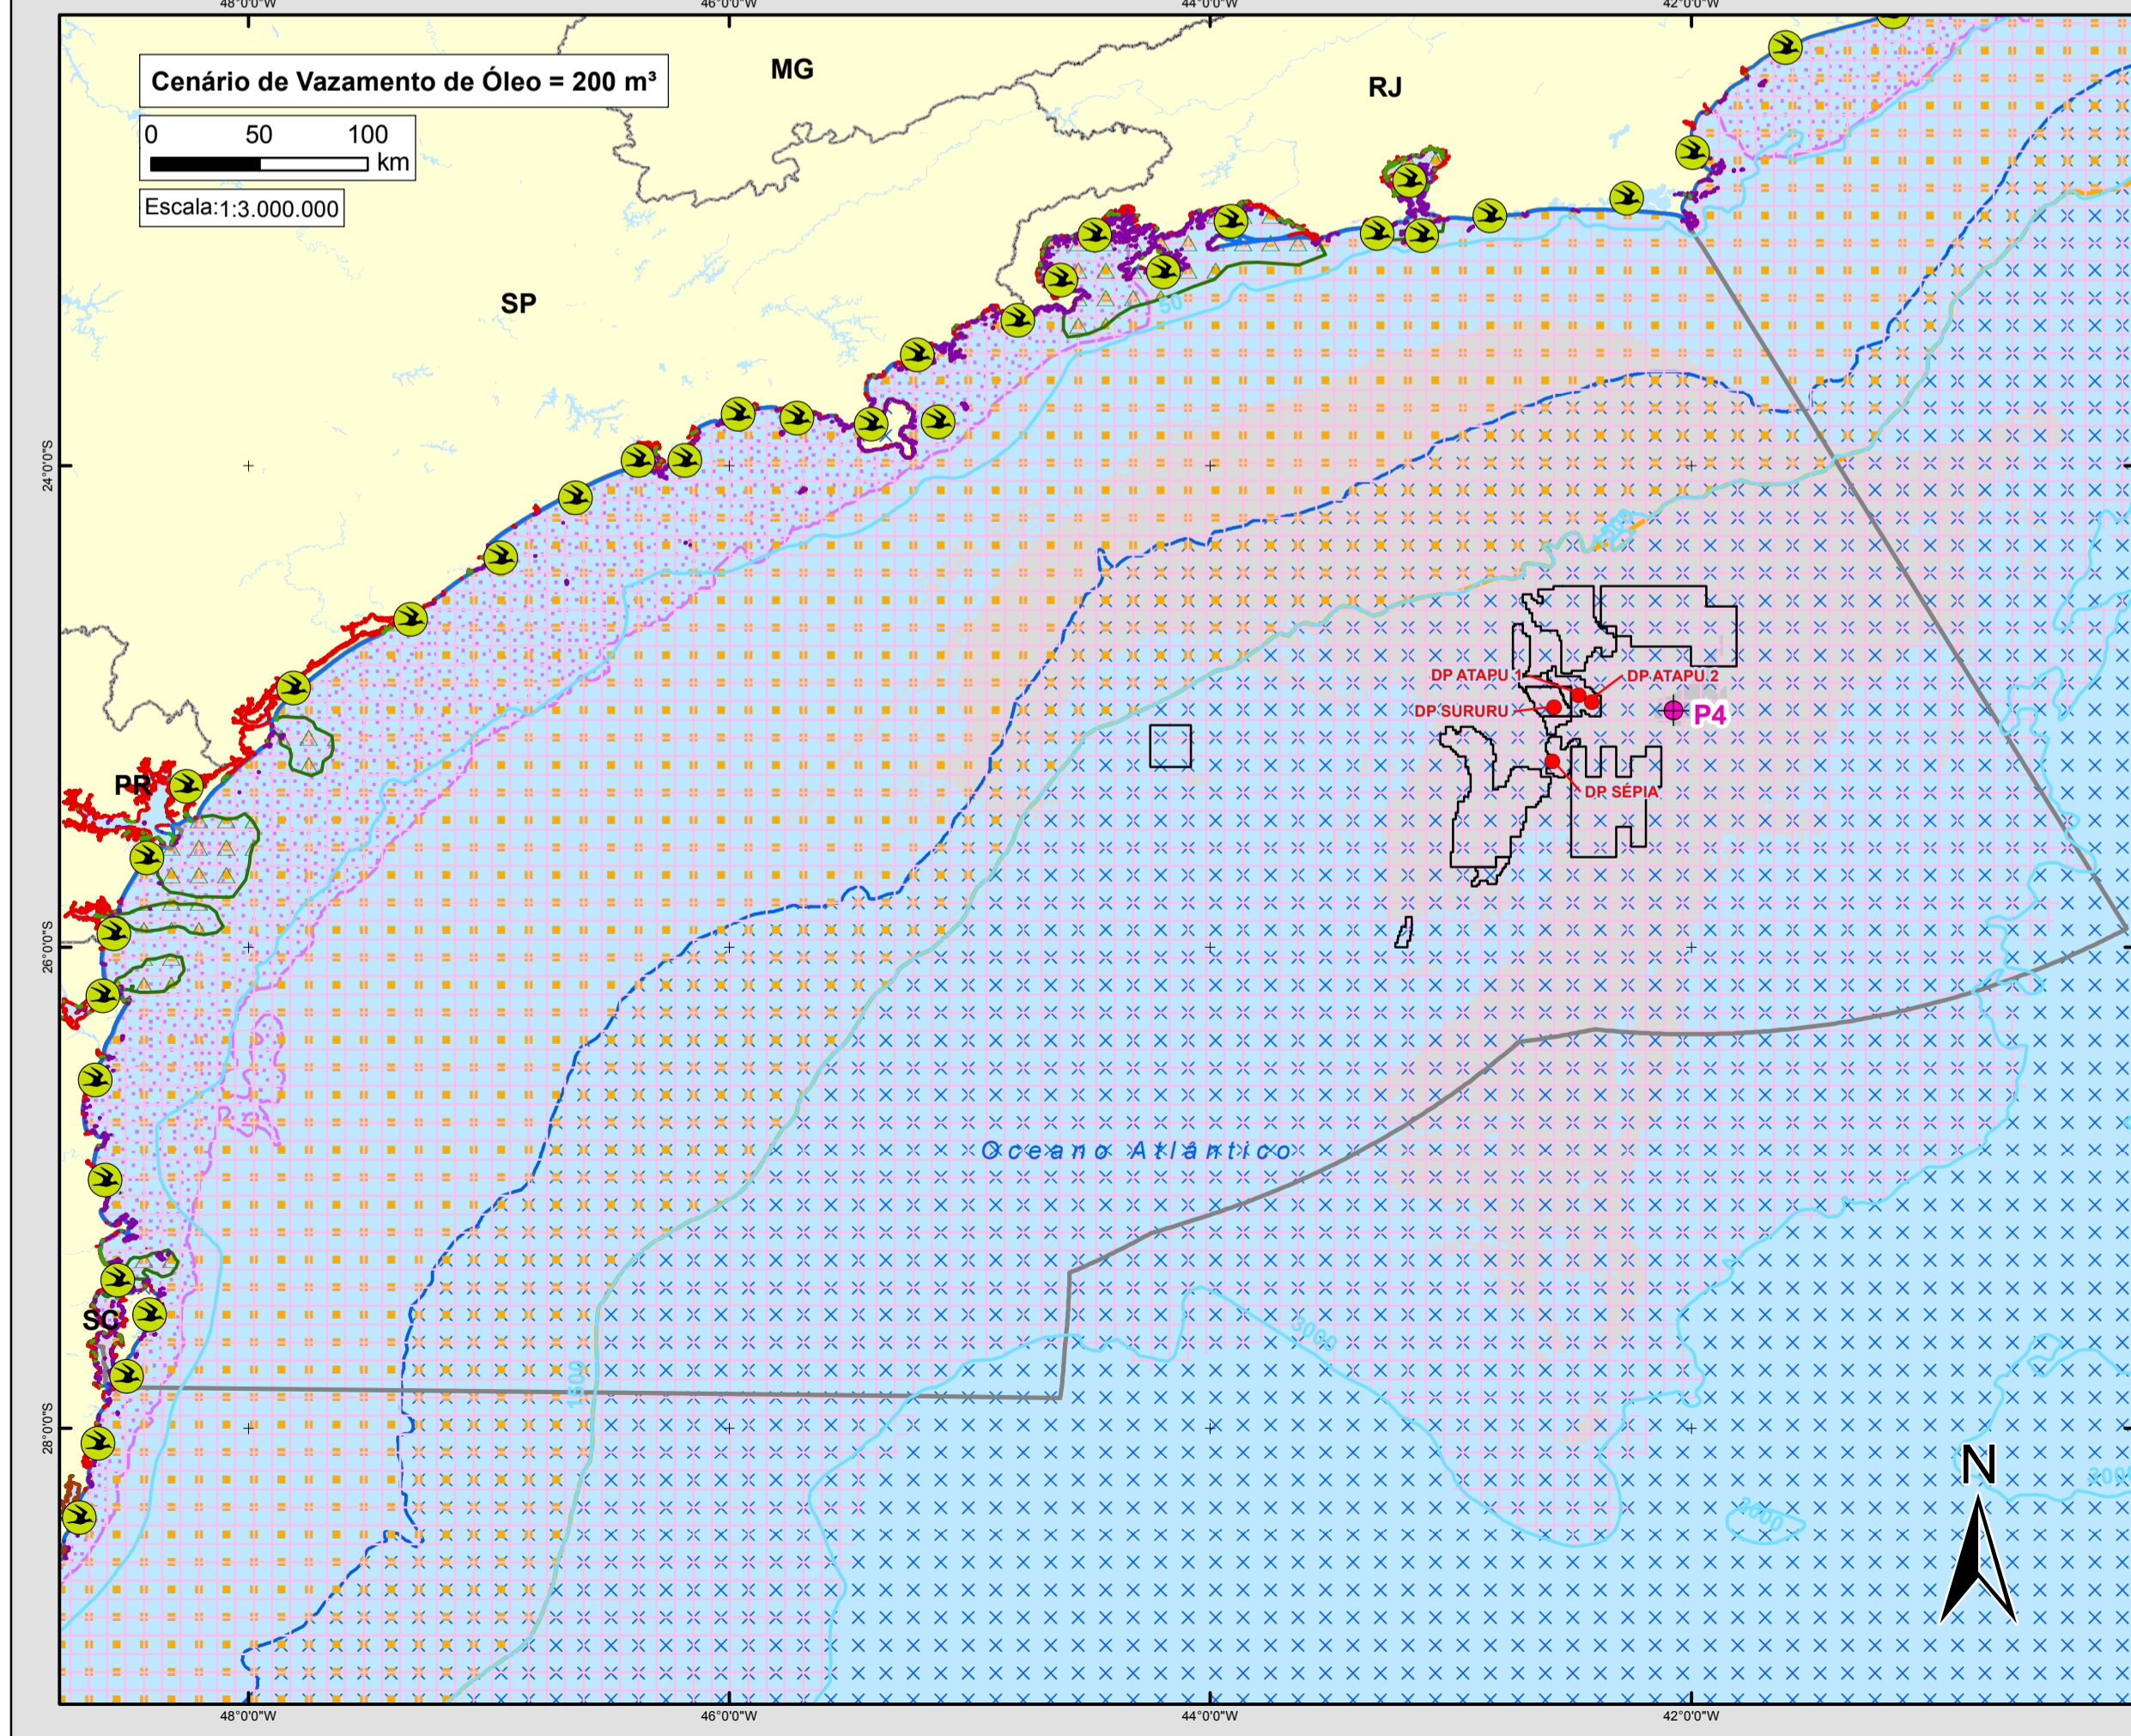 48°0'0"W
46°0'0"W
44°0'0"W
42°0'0"W
Cenário de Vazamento de Óleo = 200 m³
0 50 100
km
Escala:1:3.000.000
MG
RJ
SP
50
24°0'0"S
DP ATAPU 1
DP ATAPU 2
DP SURURU
P4
PR
DP SÉPIA
26°0'0"S
Oceano Atlântico
SC
3000
1500
28°0'0"S
N
3000
3000
48°0'0"W
46°0'0"W
44°0'0"W
42°0'0"W